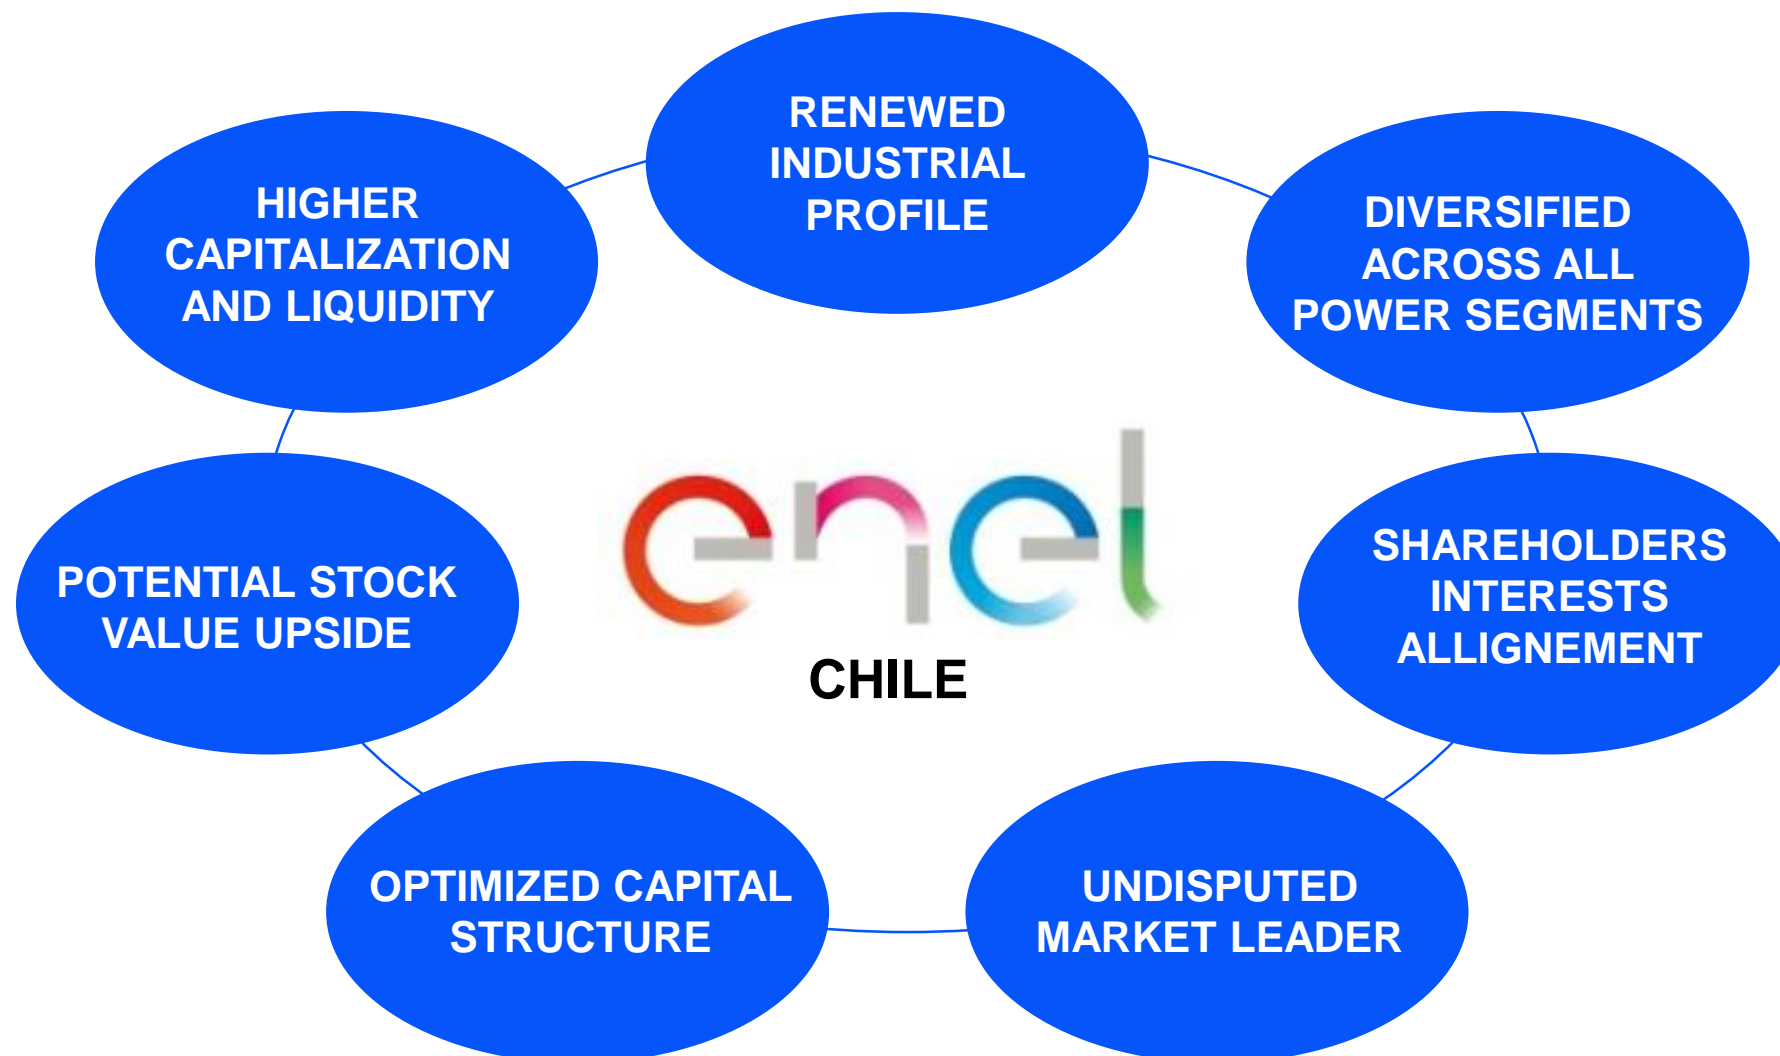 RENEWED
INDUSTRIAL
PROFILE
HIGHER
CAPITALIZATION
AND LIQUIDITY
DIVERSIFIED
ACROSS ALL
POWER SEGMENTS
enel
CHILE
POTENTIAL STOCK
VALUE UPSIDE
SHAREHOLDERS
INTERESTS
ALLIGNEMENT
OPTIMIZED CAPITAL
STRUCTURE
UNDISPUTED
MARKET LEADER